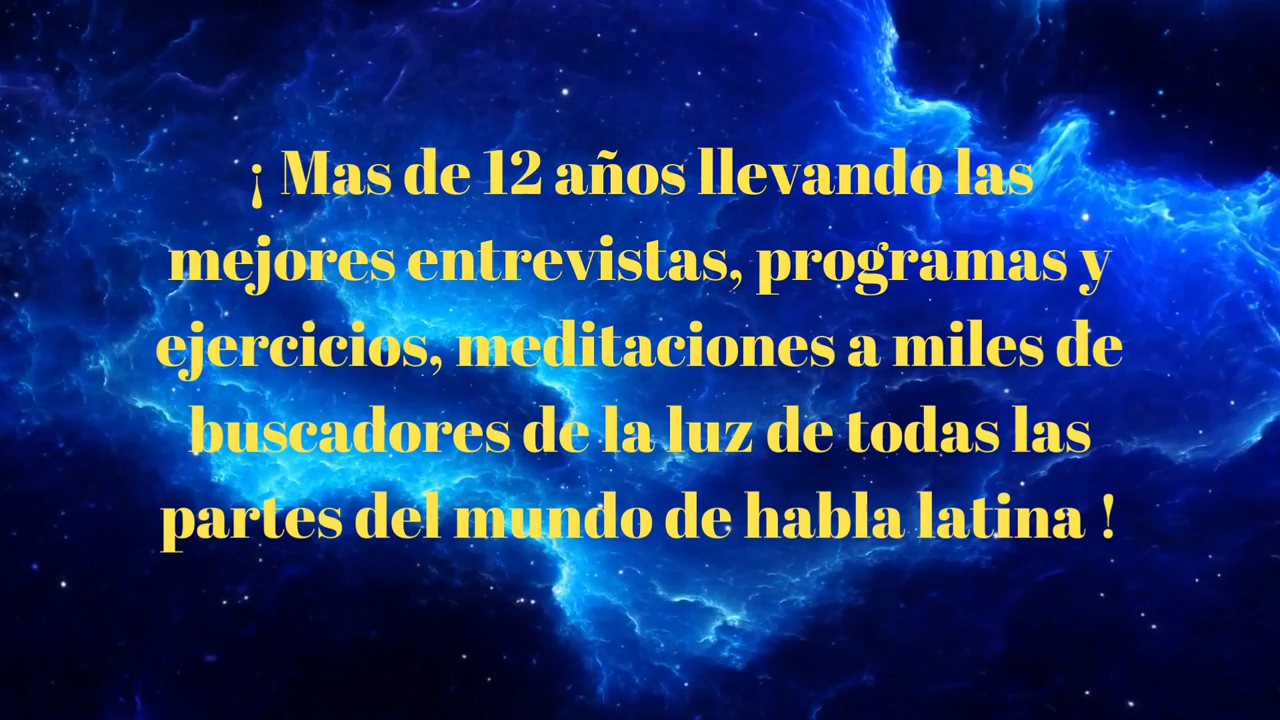 ¡ Mas de 12 años llevando las
mejores entrevistas, programas y
ejercicios, meditaciones a miles de
buscadores de la luz de todas las
partes del mundo de habla latina !